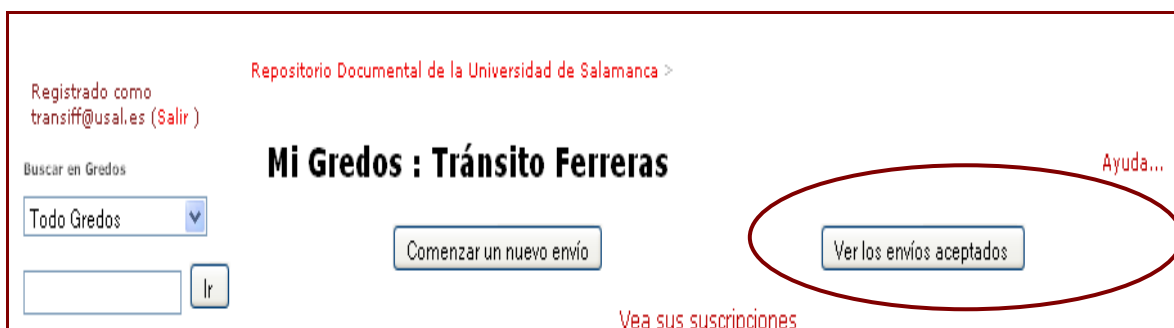 Repositorio Documental de la Universidad de Salamanca >
Registrado como
transiff@usal.es (Salir )
Buscar en Gredos
Mi Gredos : Tránsito Ferreras
Ayuda...
Todo Gredos
Comenzar un nuevo envío
Ver los envíos aceptados
Ir
Vea sus suscripciones